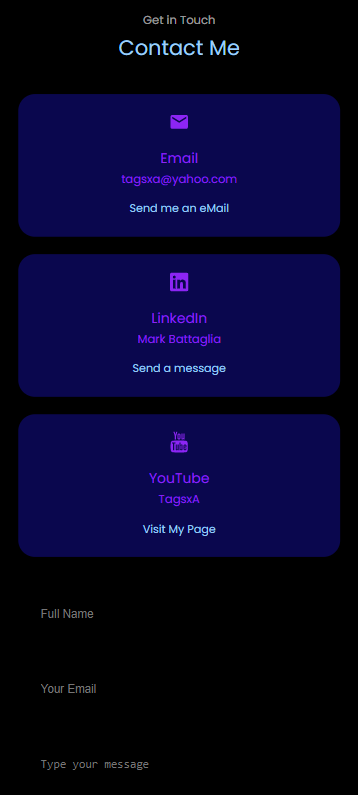 Get in Touch
Contact Me
Email
tagsxa@yahoo.com
Send me an eMail
in
LinkedIn
Mark Battaglia
Send a message
You
Tube
YouTube
TagsxA
Visit My Page
Full Name
Your Email
Type your message